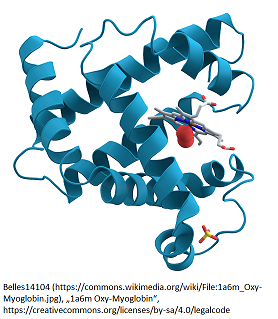 Belles14104 (https://commons.wikimedia.org/wiki/File:1a6m_Oxy-
Myoglobin.jpg), „1a6m Oxy-Myoglobin“,
https://creativecommons.org/licenses/by-sa/4.0/legalcode